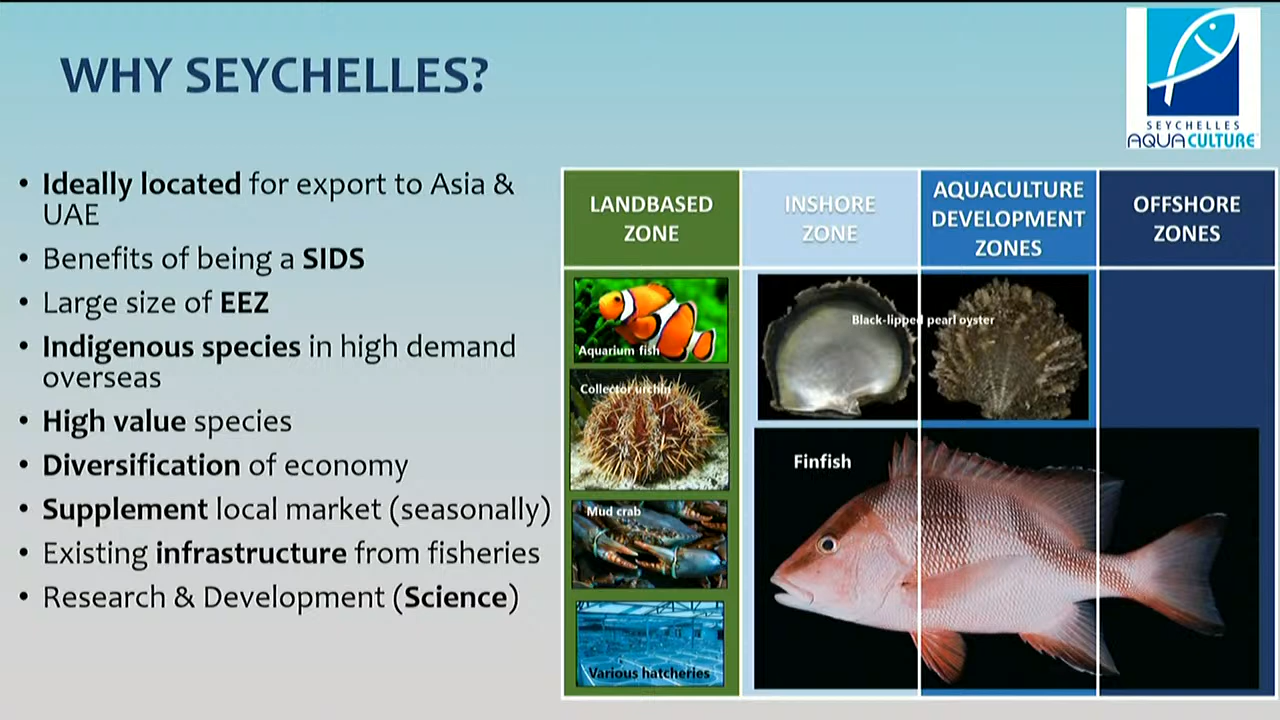 WHY SEYCHELLES?
SEYCHELLES
AQUACULTURE
• Ideally located for export to Asia &
UAE
• Benefits of being a SIDS
• Large size of EEZ
• Indigenous species in high demand
overseas
• High value species
• Diversification of economy
• Supplement local market (seasonally)
• Existing infrastructure from fisheries
• Research & Development (Science)
LANDBASED
ZONE
INSHORE
ZONE
AQUACULTURE
DEVELOPMENT
ZONES
OFFSHORE
ZONES
Aquarium fish
Collector urchin
Mud crab
Various hatcheries
Black-lipped pearl oyster
Finfish